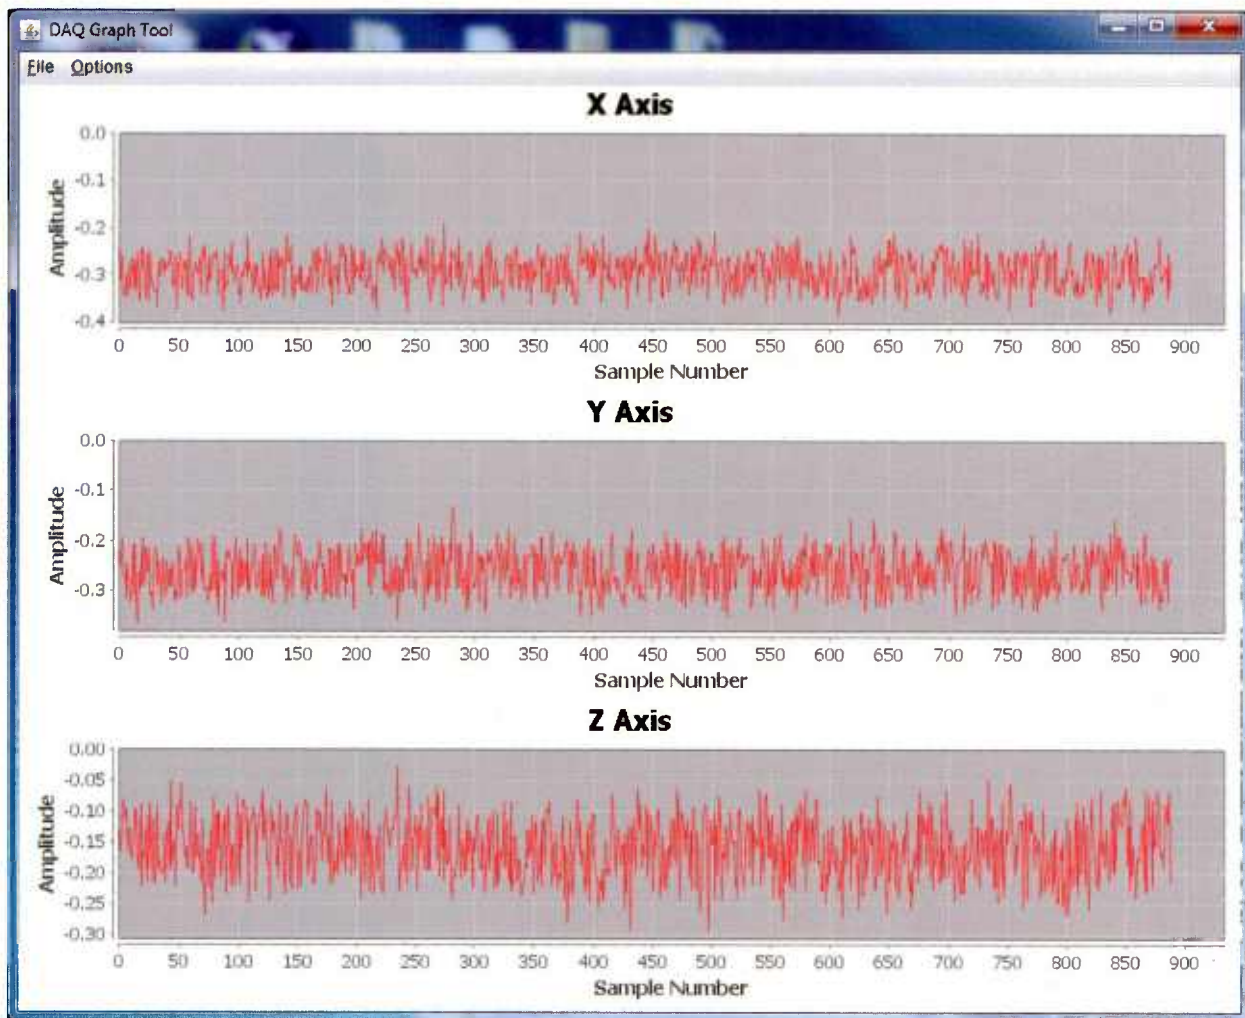 DAQ Graph Tool
File Options
X Axis
0.0
-0.1
-0.2
-0.3
-0.4
Amplitude
0 50 100 150 200 250 300 350 400 450 500 550 600 650 700 750 800 850 900
Sample Number
Y Axis
0.0
-0.1
-0.2
-0.3
Amplitude
0 50 100 150 200 250 300 350 400 450 500 550 600 650 700 750 800 850 900
Sample Number
Z Axis
0.00
-0.05
-0.10
-0.15
-0.20
-0.25
-0.30
Amplitude
0 50 100 150 200 250 300 350 400 450 500 550 600 650 700 750 800 850 900
Sample Number